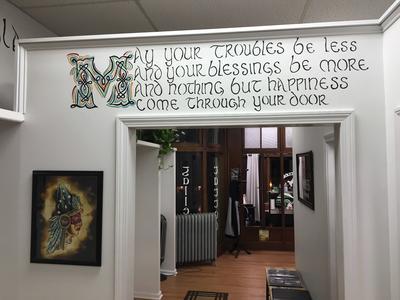 May your troubles be less
And your blessings be more
And nothing but happiness
Come through your door